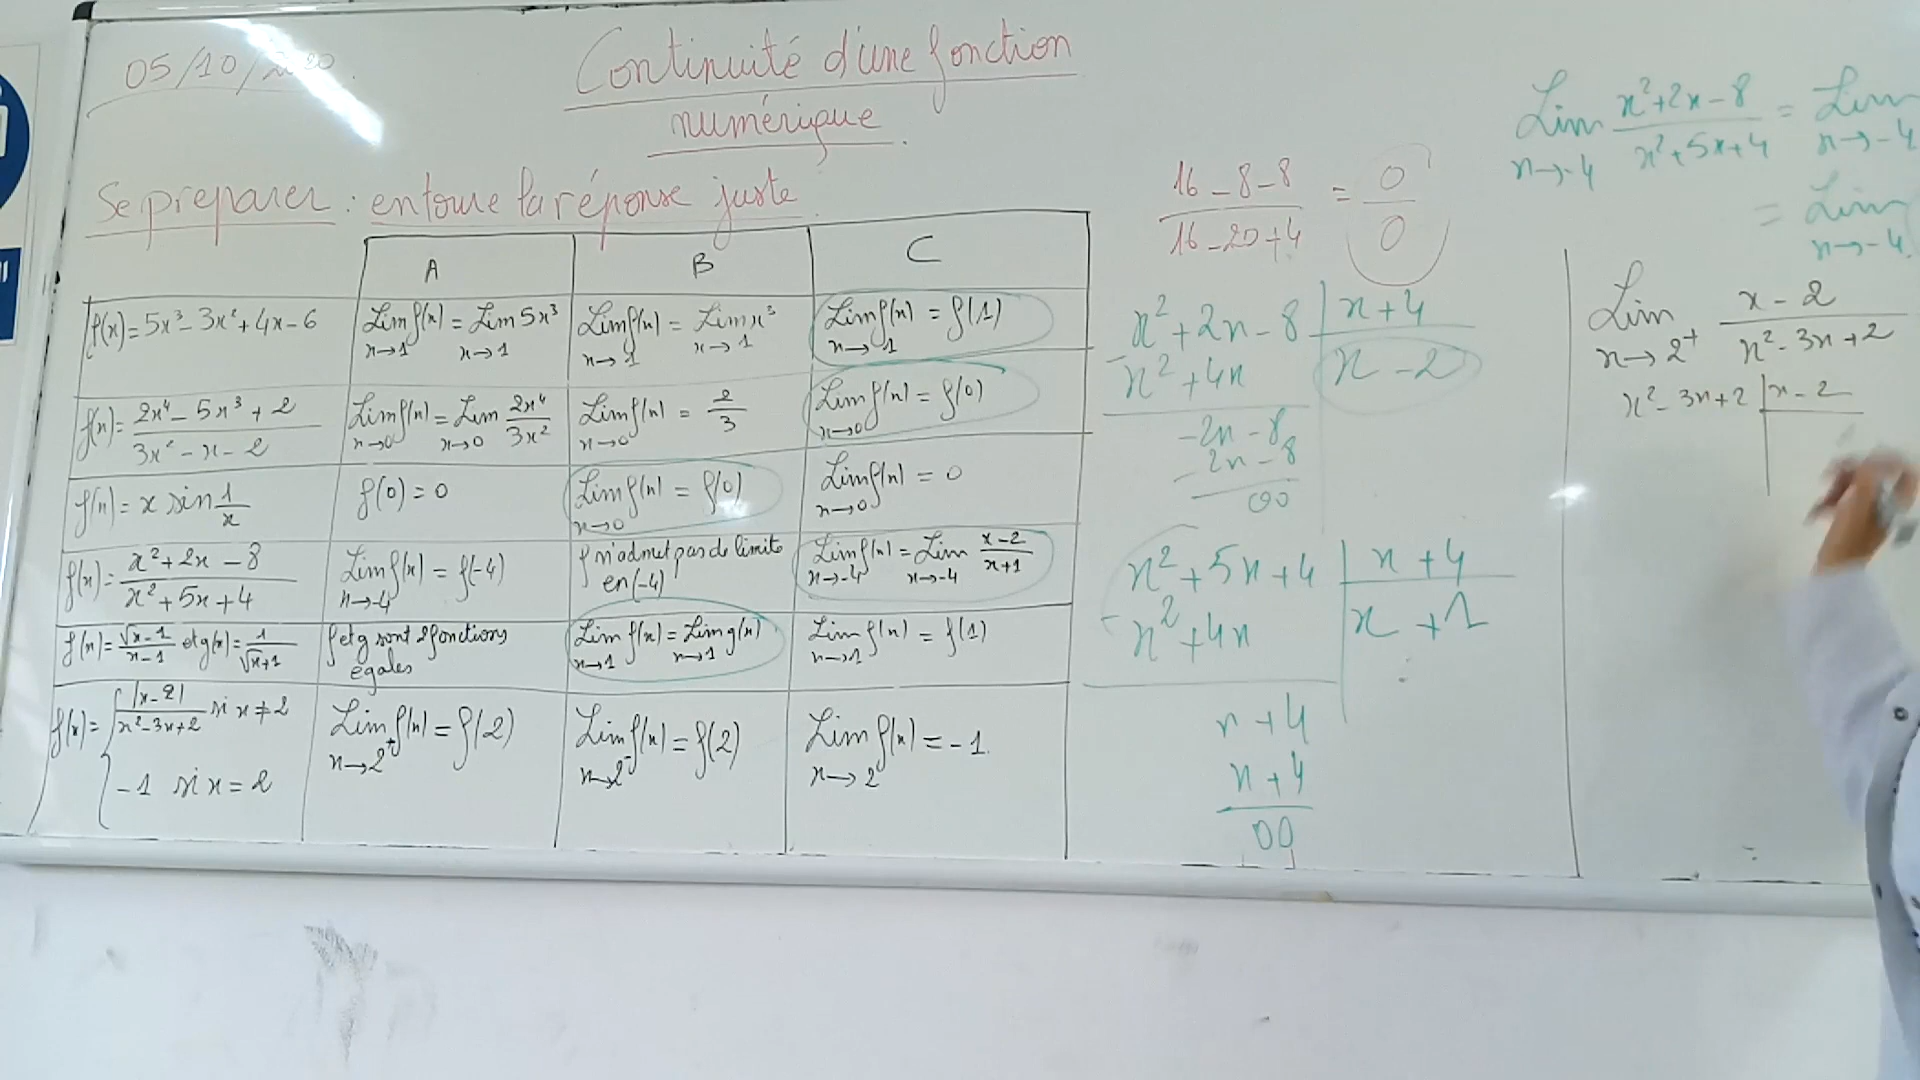 05/10/2020
Continuité d'une fonction
numérique.
Se preparer : entoure la réponse juste.
A B C
f(x)=5x³-3x²+4x-6
Lim f(x) = Lim 5x³
x→1 x→1
Lim f(x) = Lim x³
x→1 x→1
Lim f(x) = f(1)
x→1
f(x)= 2x⁴-5x³+2 / 3x²-x-2
Lim f(x) = Lim 2x⁴/3x²
x→0 x→0
Lim f(x) = 2/3
x→0
Lim f(x) = f(0)
x→0
f(x) = x sin 1/x
f(0) = 0
Lim f(x) = f(0)
x→0
Lim f(x) = 0
x→0
f(x) = x²+2x-8 / x²+5x+4
Lim f(x) = f(-4)
x→-4
f n'admet pas de limite
en (-4)
Lim f(x) = Lim x-2/x+1
x→-4 x→-4
f(x) = √x-1/x-1 et g(x) = 1/√x+1
f et g sont 2 fonctions
égales
Lim f(x) = Lim g(x)
x→1 x→1
Lim f(x) = f(1)
x→1
f(x) = { |x-2| / x²-3x+2 si x≠2
-1 si x = 2
Lim f(x) = f(2)
x→2⁺
Lim f(x) = f(2)
x→2⁻
Lim f(x) = -1.
x→2
16-8-8 / 16-20+4 = 0/0
x²+2x-8 | x+4
-x²+4x | x-2
-2x-8
-2x-8
00
x²+5x+4 | x+4
-x²+4x | x+1
x+4
x+4
00
Lim x²+2x-8 / x²+5x+4 = Lim
x→-4 x→-4
= Lim
x→-4
Lim x-2 / x²-3x+2
x→2⁺
x²-3x+2 | x-2